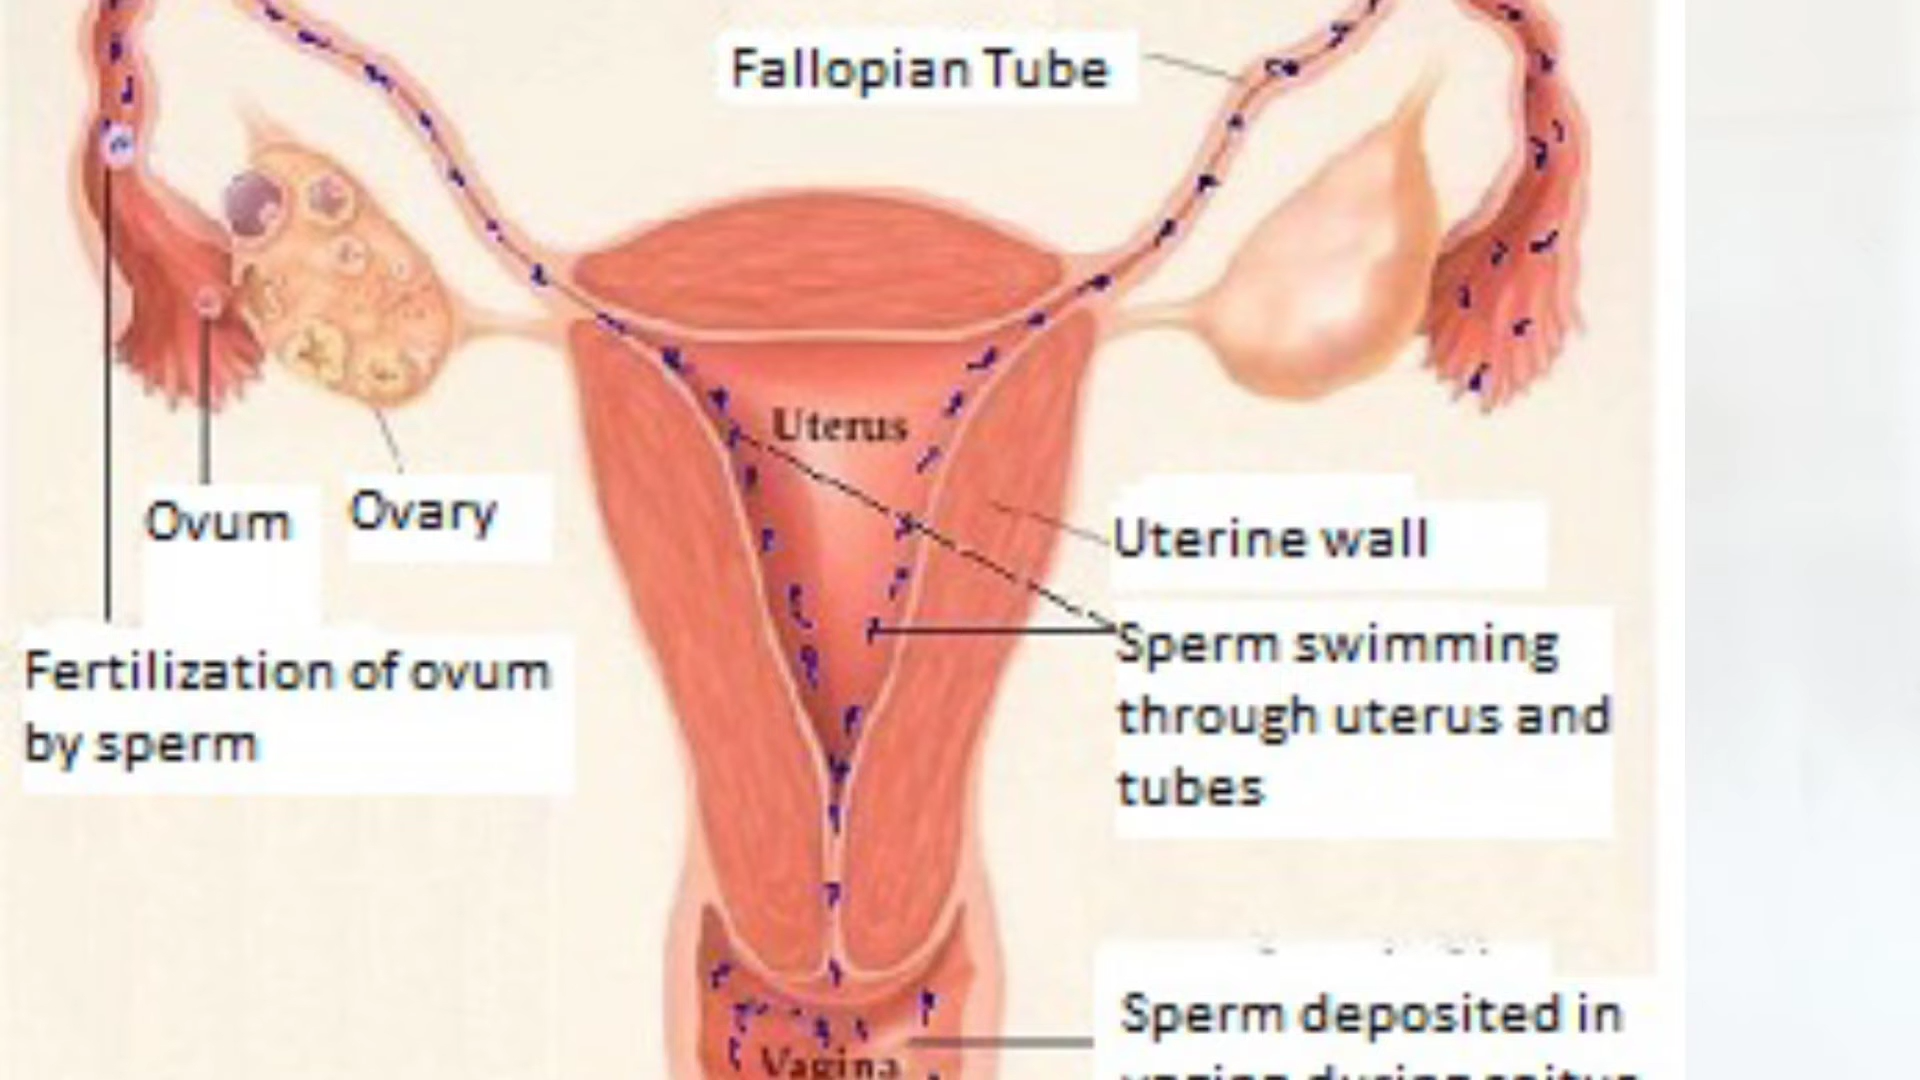 Fallopian Tube
Uterus
Ovum
Ovary
Uterine wall
Fertilization of ovum
by sperm
Sperm swimming
through uterus and
tubes
Sperm deposited in
Vagina